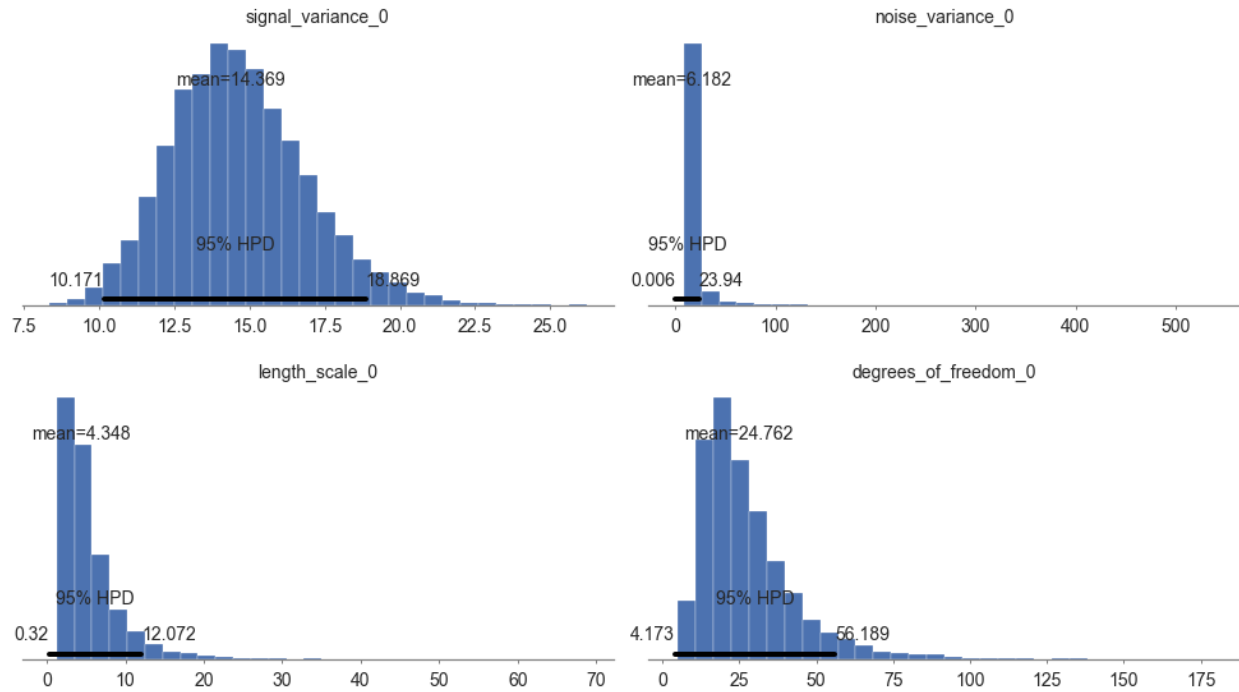 signal_variance_0
mean=14.369
95% HPD
10.171 18.869
7.5 10.0 12.5 15.0 17.5 20.0 22.5 25.0
noise_variance_0
mean=6.182
95% HPD
0.006 23.94
0 100 200 300 400 500
length_scale_0
mean=4.348
95% HPD
0.32 12.072
0 10 20 30 40 50 60 70
degrees_of_freedom_0
mean=24.762
95% HPD
4.173 56.189
0 25 50 75 100 125 150 175